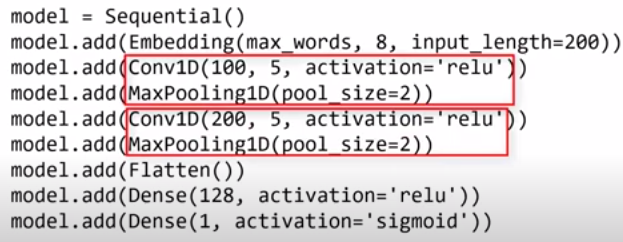 model = Sequential()
model.add(Embedding(max_words, 8, input_length=200))
model.add(Conv1D(100, 5, activation='relu'))
model.add(MaxPooling1D(pool_size=2))
model.add(Conv1D(200, 5, activation='relu'))
model.add(MaxPooling1D(pool_size=2))
model.add(Flatten())
model.add(Dense(128, activation='relu'))
model.add(Dense(1, activation='sigmoid'))